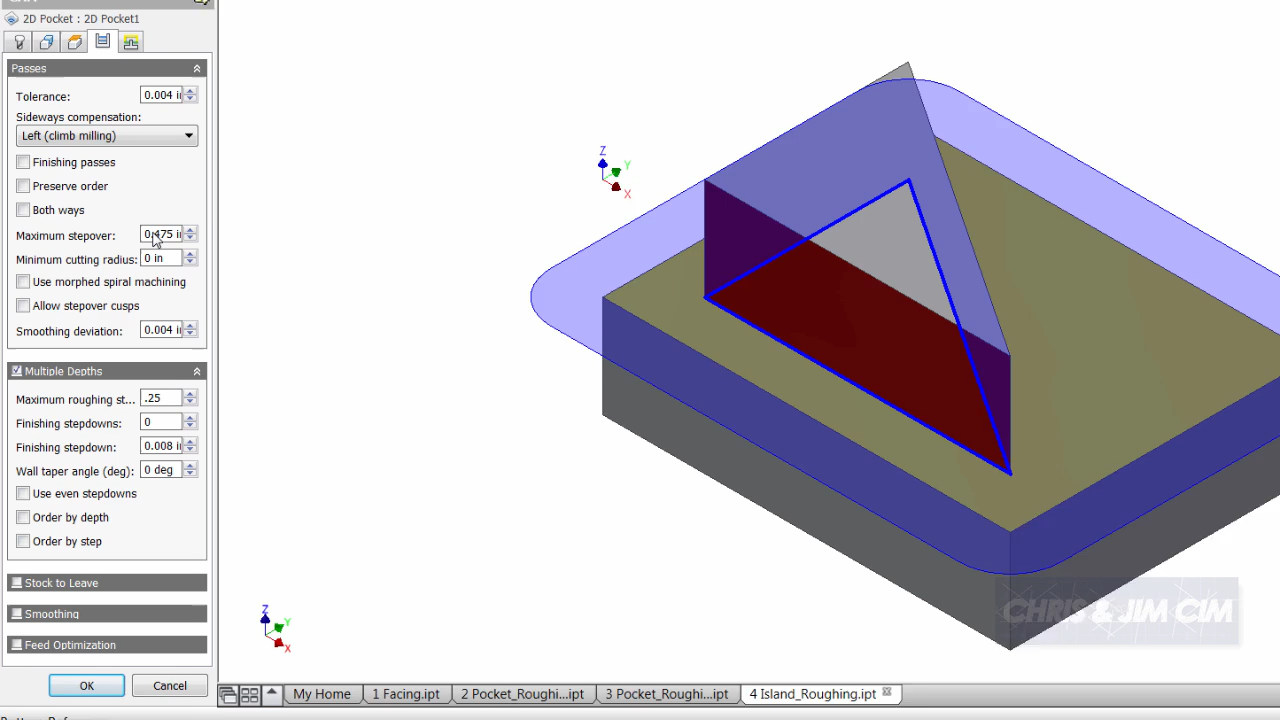 2D Pocket : 2D Pocket1
Passes
Tolerance: 0.004 i
Sideways compensation:
Left (climb milling)
Finishing passes
Preserve order
Both ways
Maximum stepover: 0.475 i
Minimum cutting radius: 0 in
Use morphed spiral machining
Allow stepover cusps
Smoothing deviation: 0.004 i
Multiple Depths
Maximum roughing st... .25
Finishing stepdowns: 0
Finishing stepdown: 0.008 i
Wall taper angle (deg): 0 deg
Use even stepdowns
Order by depth
Order by step
Stock to Leave
Smoothing
Feed Optimization
OK Cancel
Z
Y
X
Z
Y
X
CHRIS & JIM CIM
My Home 1 Facing.ipt 2 Pocket_Roughi...ipt 3 Pocket_Roughi...ipt 4 Island_Roughing.ipt